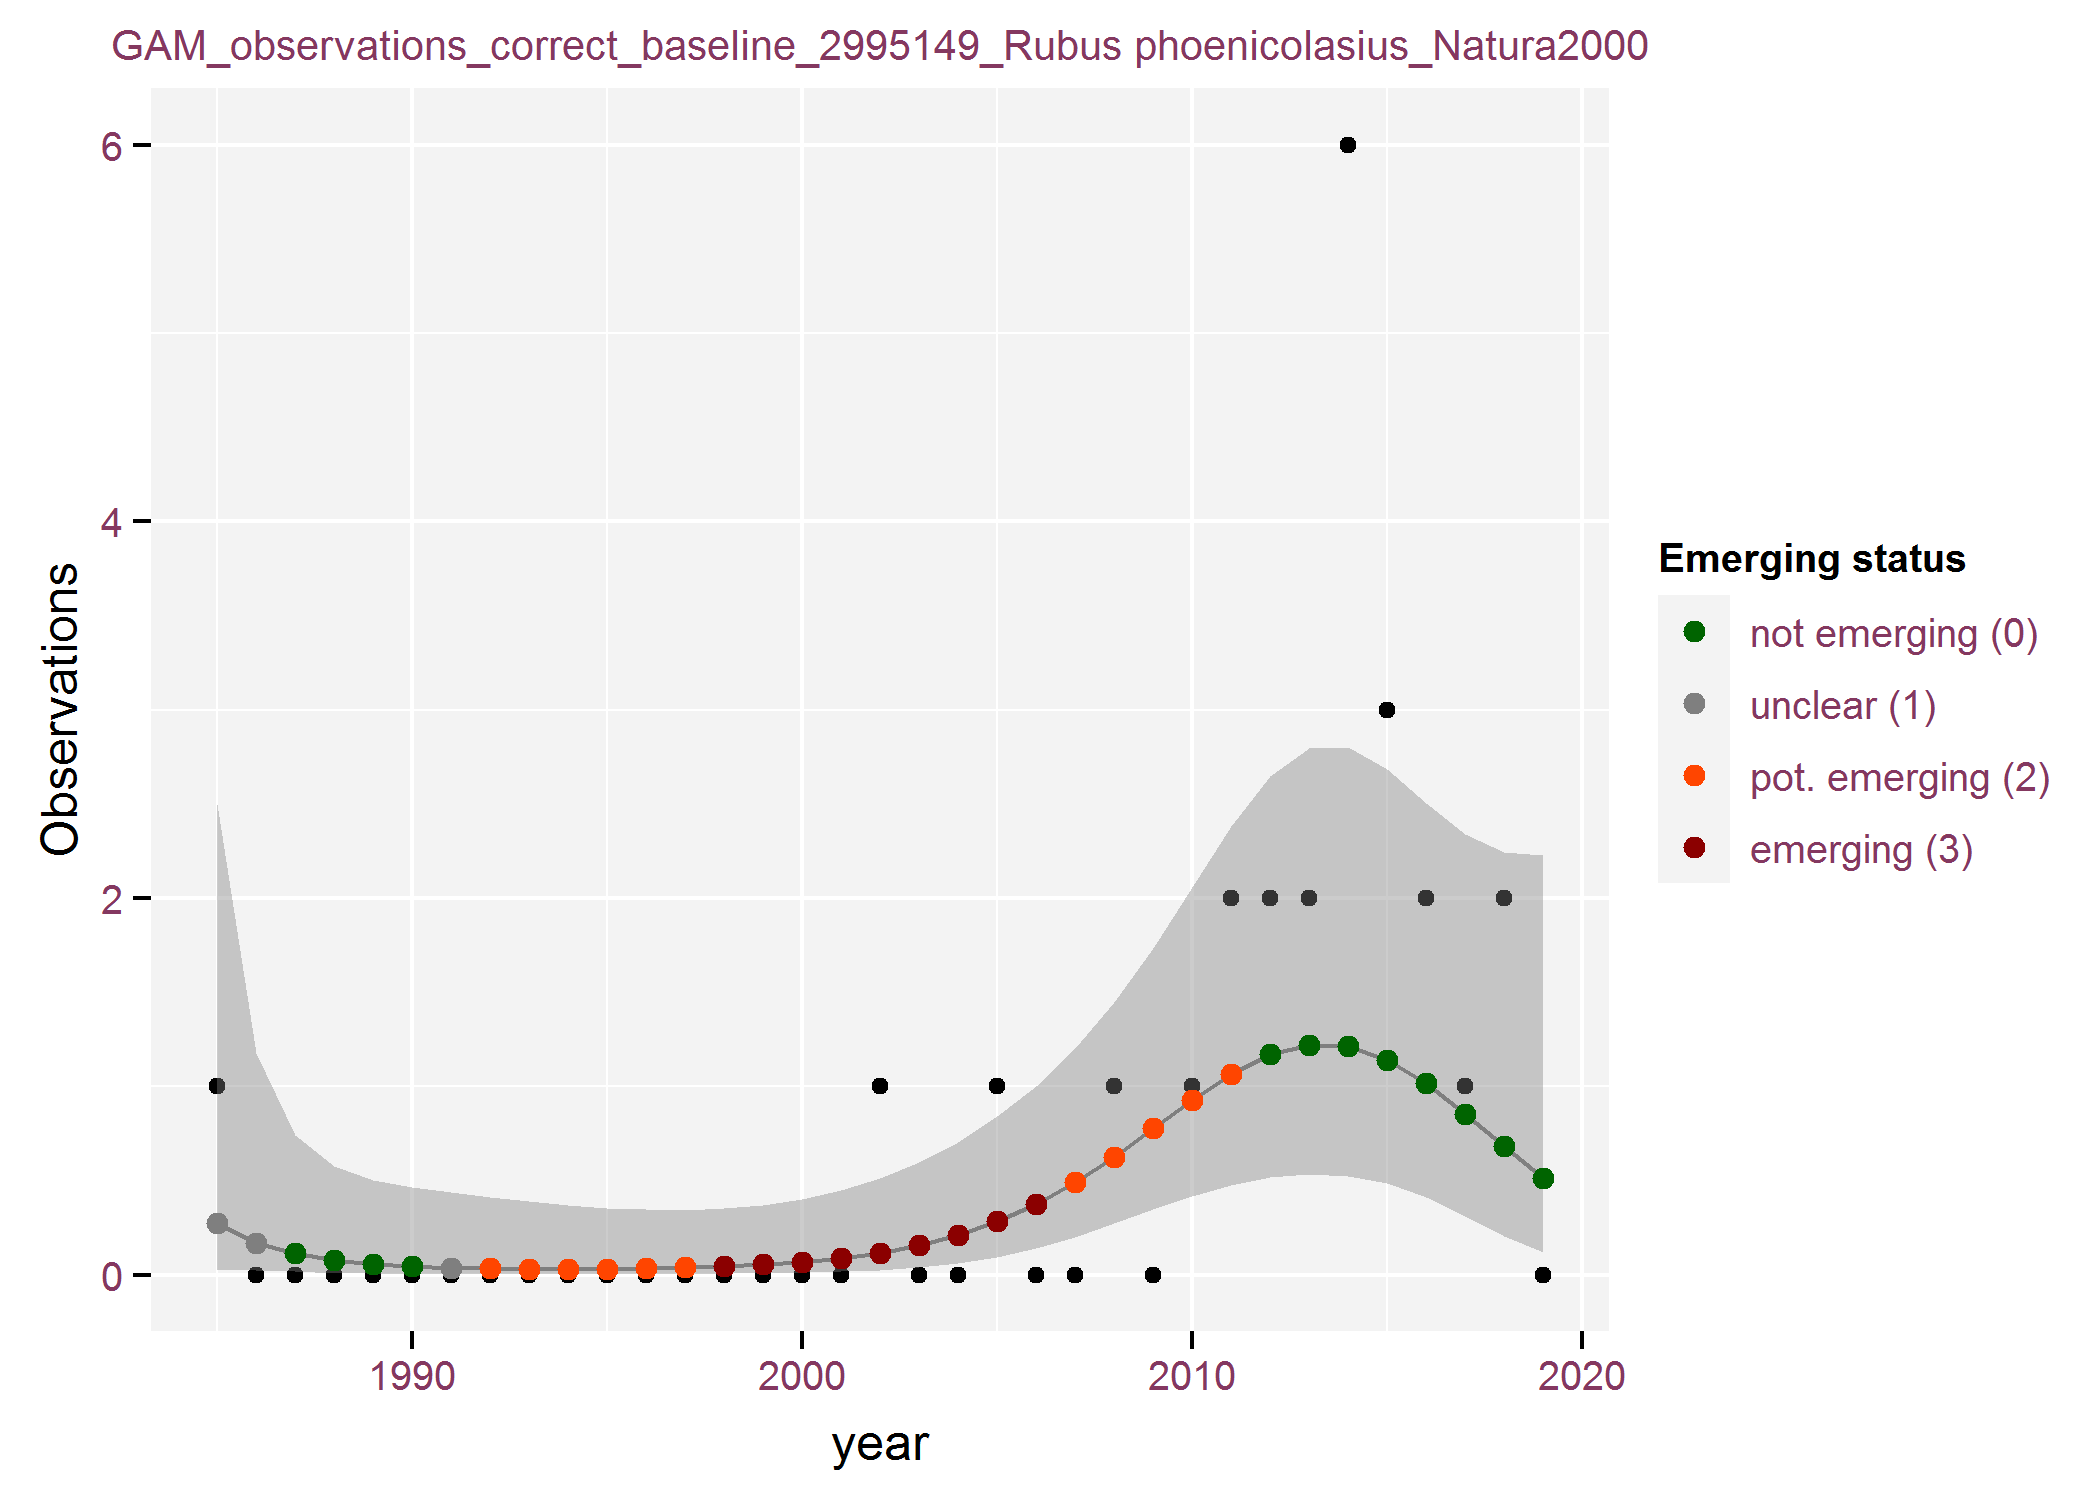 GAM_observations_correct_baseline_2995149_Rubus phoenicolasius_Natura2000
6
4
2
0
Observations
1990
2000
2010
2020
year
Emerging status
not emerging (0)
unclear (1)
pot. emerging (2)
emerging (3)